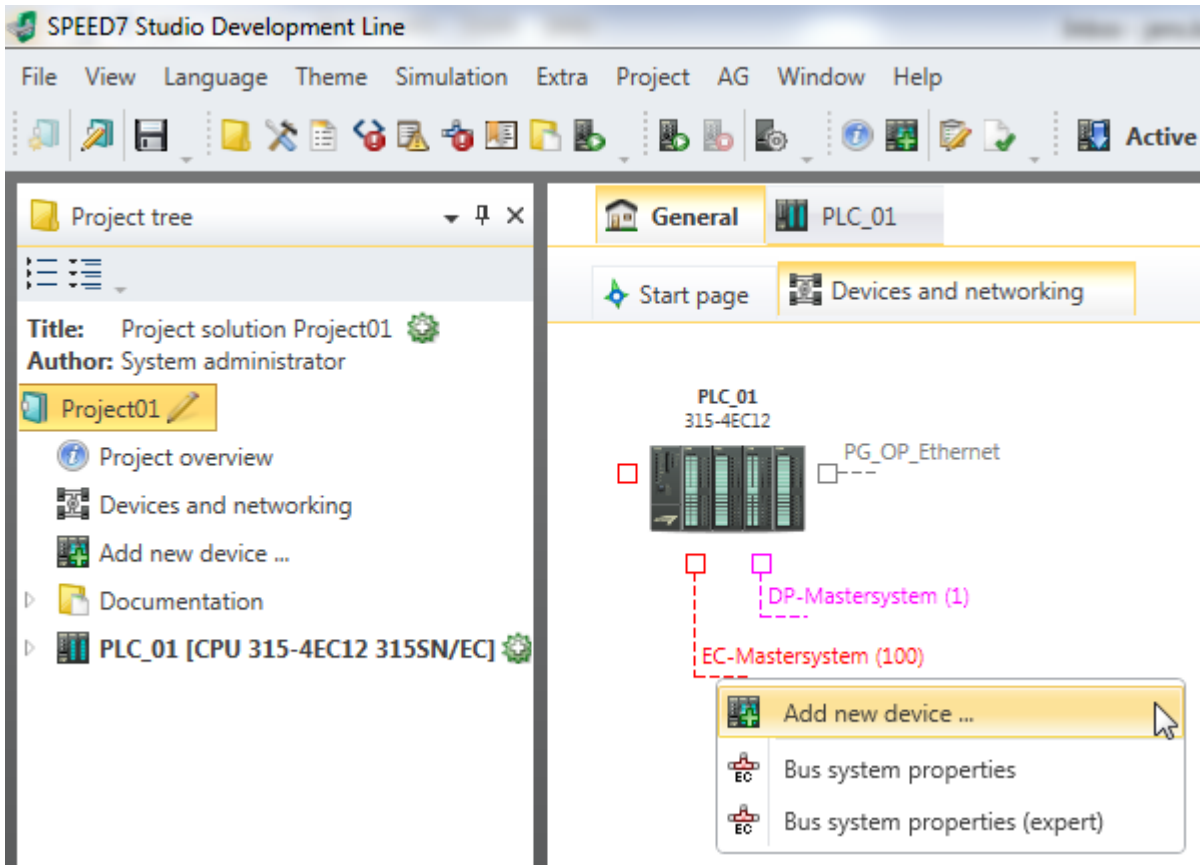 SPEED7 Studio Development Line
File View Language Theme Simulation Extra Project AG Window Help
Active
Project tree
Title: Project solution Project01
Author: System administrator
Project01
Project overview
Devices and networking
Add new device ...
Documentation
PLC_01 [CPU 315-4EC12 315SN/EC]
General PLC_01
Start page Devices and networking
PLC_01
315-4EC12
PG_OP_Ethernet
DP-Mastersystem (1)
EC-Mastersystem (100)
Add new device ...
EC Bus system properties
EC Bus system properties (expert)